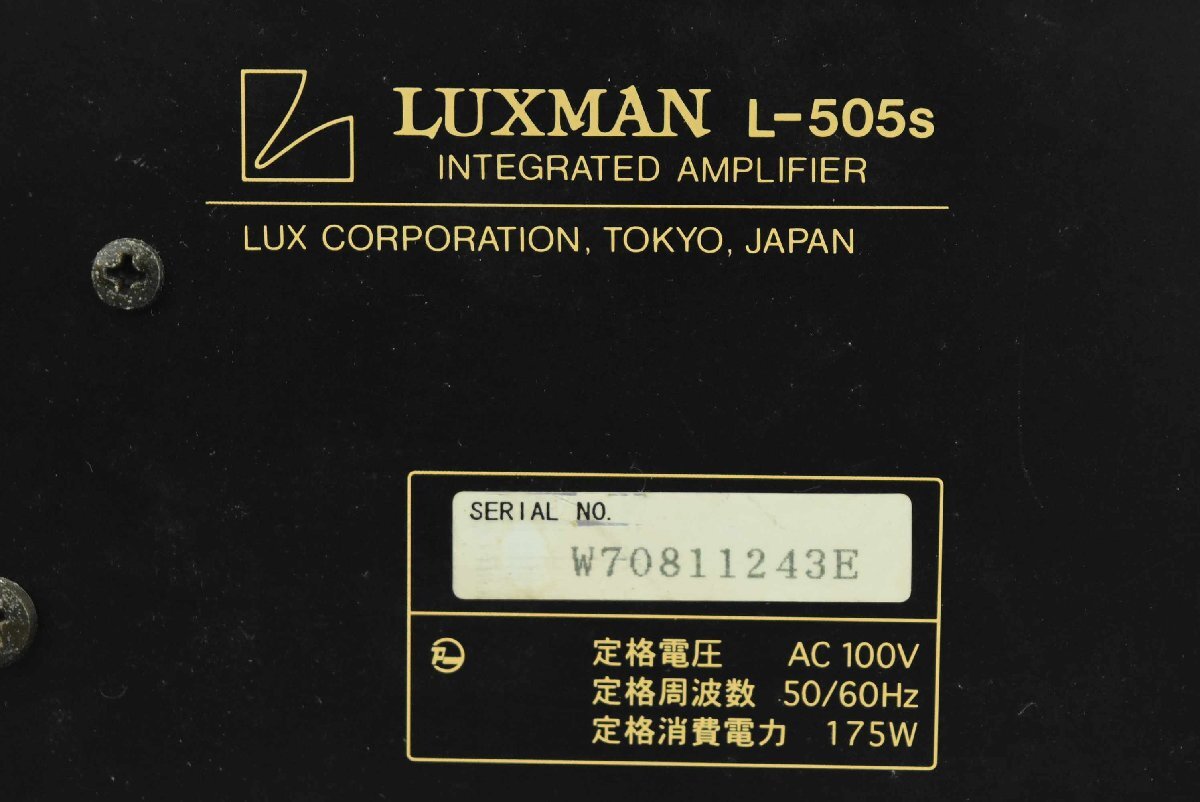 LUXMAN L-505s
INTEGRATED AMPLIFIER
LUX CORPORATION, TOKYO, JAPAN
SERIAL NO.
W70811243E
定格電圧 AC 100V
定格周波数 50/60Hz
定格消費電力 175W